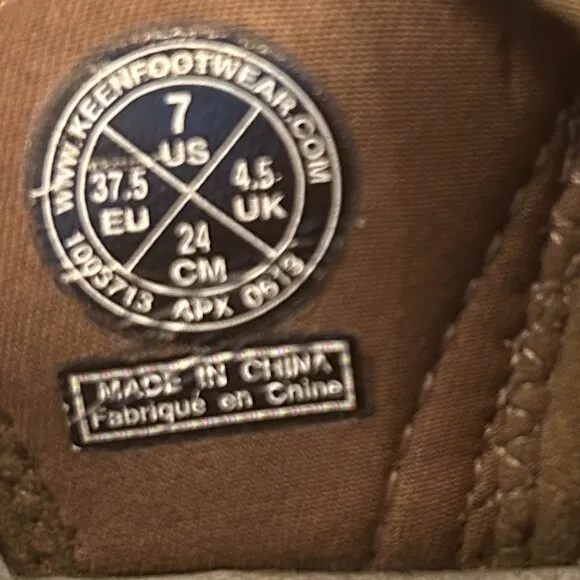 WWW.KEENFOOTWEAR.COM
7
US
37.5
EU
4.5
UK
24
CM
1003713 APX 0513
MADE IN CHINA
Fabriqué en Chine